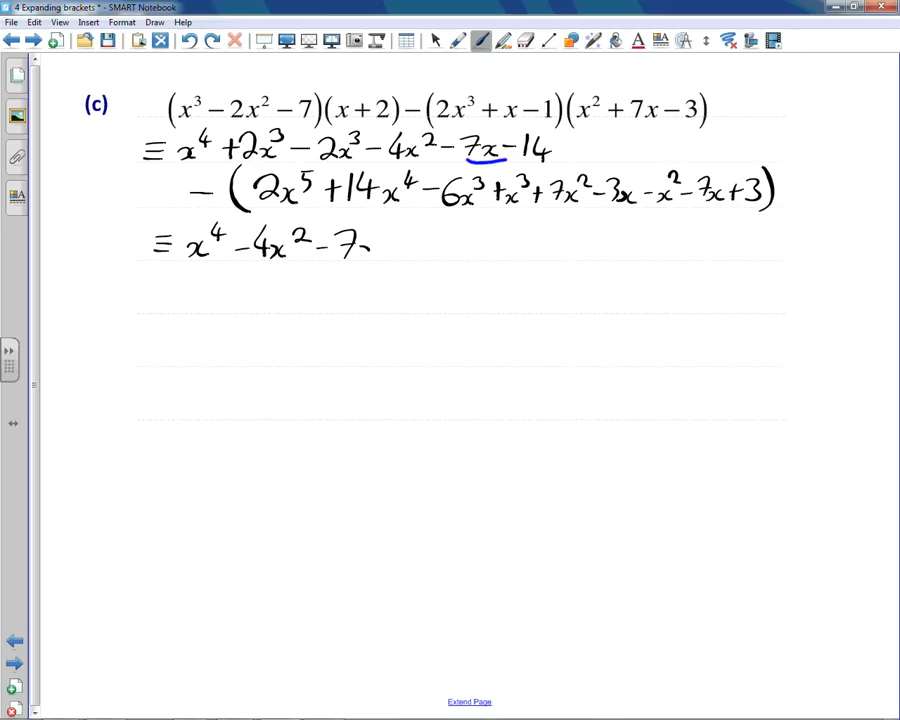 4 Expanding brackets * - SMART Notebook
File Edit View Insert Format Draw Help
(c) (x³ − 2x² − 7)(x + 2) − (2x³ + x − 1)(x² + 7x − 3)
≡ x⁴ + 2x³ − 2x³ − 4x² − 7x − 14
− (2x⁵ + 14x⁴ − 6x³ + x³ + 7x² − 3x − x² − 7x + 3)
≡ x⁴ − 4x² − 7
Extend Page